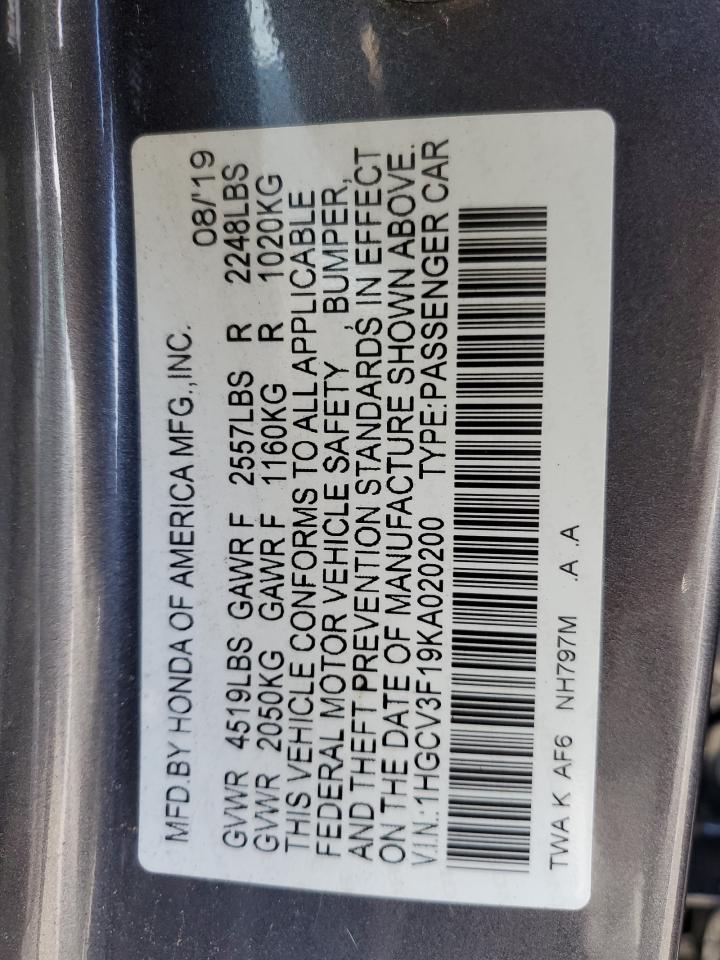 MFD.BY HONDA OF AMERICA MFG.,INC. 08/'19
GVWR 4519LBS GAWR F 2557LBS R 2248LBS
GVWR 2050KG GAWR F 1160KG R 1020KG
THIS VEHICLE CONFORMS TO ALL APPLICABLE
FEDERAL MOTOR VEHICLE SAFETY, BUMPER,
AND THEFT PREVENTION STANDARDS IN EFFECT
ON THE DATE OF MANUFACTURE SHOWN ABOVE.
V.I.N.:1HGCV3F19KA020200 TYPE:PASSENGER CAR
TWA K AF6 NH797M .A .A